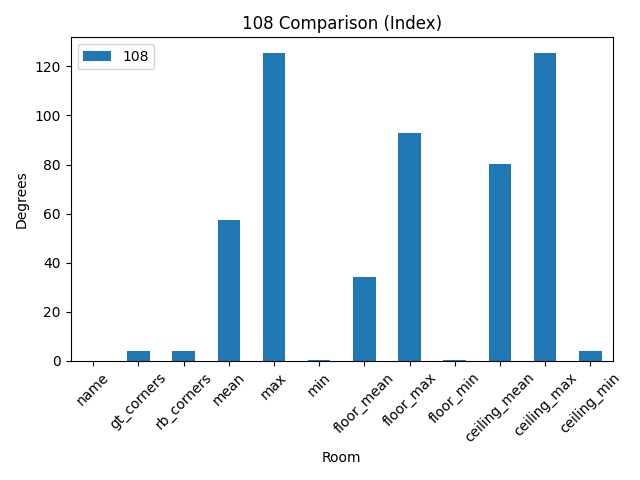 108 Comparison (Index)
108
Degrees
120
100
80
60
40
20
0
name
gt_corners
rb_corners
mean
max
min
floor_mean
floor_max
floor_min
ceiling_mean
ceiling_max
ceiling_min
Room